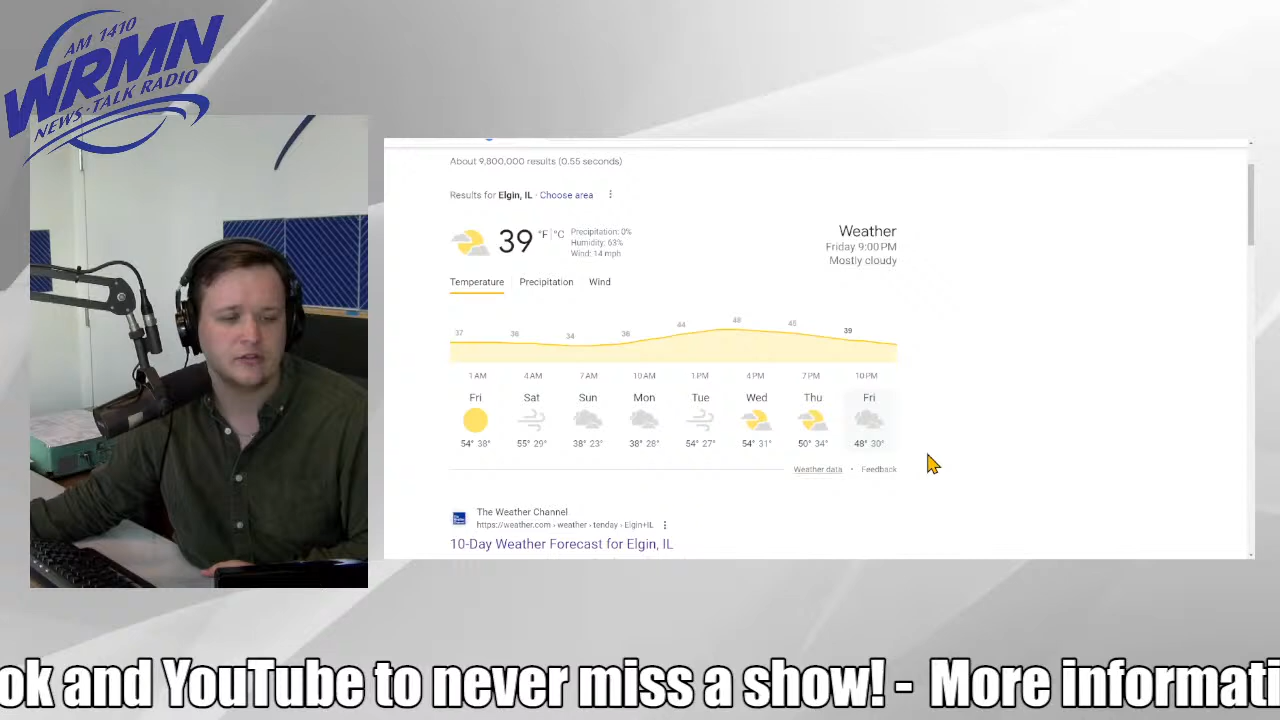 AM 1410
WRMN
NEWS-TALK RADIO
About 9,800,000 results (0.55 seconds)
Results for Elgin, IL · Choose area
39 °F | °C
Precipitation: 0%
Humidity: 63%
Wind: 14 mph
Weather
Friday 9:00 PM
Mostly cloudy
Temperature Precipitation Wind
37 36 34 36 44 48 45 39
1 AM 4 AM 7 AM 10 AM 1 PM 4 PM 7 PM 10 PM
Fri Sat Sun Mon Tue Wed Thu Fri
54° 38° 55° 29° 38° 23° 38° 28° 54° 27° 54° 31° 50° 34° 48° 30°
Weather data • Feedback
The Weather Channel
https://weather.com › weather › tenday › Elgin+IL
10-Day Weather Forecast for Elgin, IL
ok and YouTube to never miss a show! - More informati